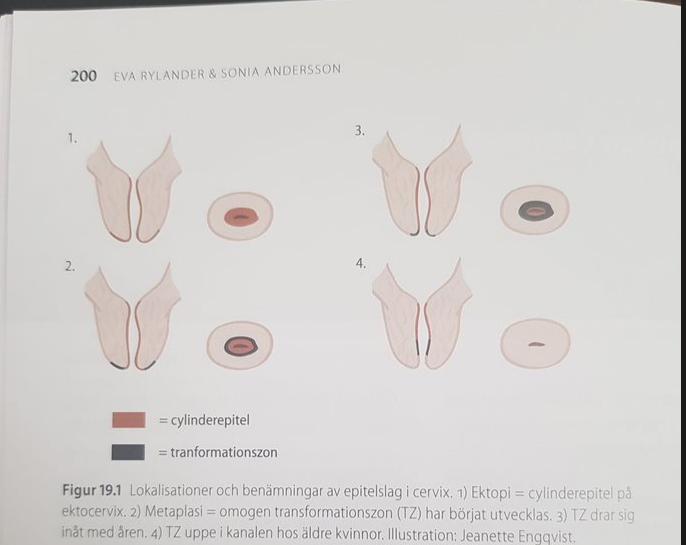 200 EVA RYLANDER & SONIA ANDERSSON
1.
3.
2.
4.
= cylinderepitel
= tranformationszon
Figur 19.1 Lokalisationer och benämningar av epitelslag i cervix. 1) Ektopi = cylinderepitel på
ektocervix. 2) Metaplasi = omogen transformationszon (TZ) har börjat utvecklas. 3) TZ drar sig
inåt med åren. 4) TZ uppe i kanalen hos äldre kvinnor. Illustration: Jeanette Engqvist.